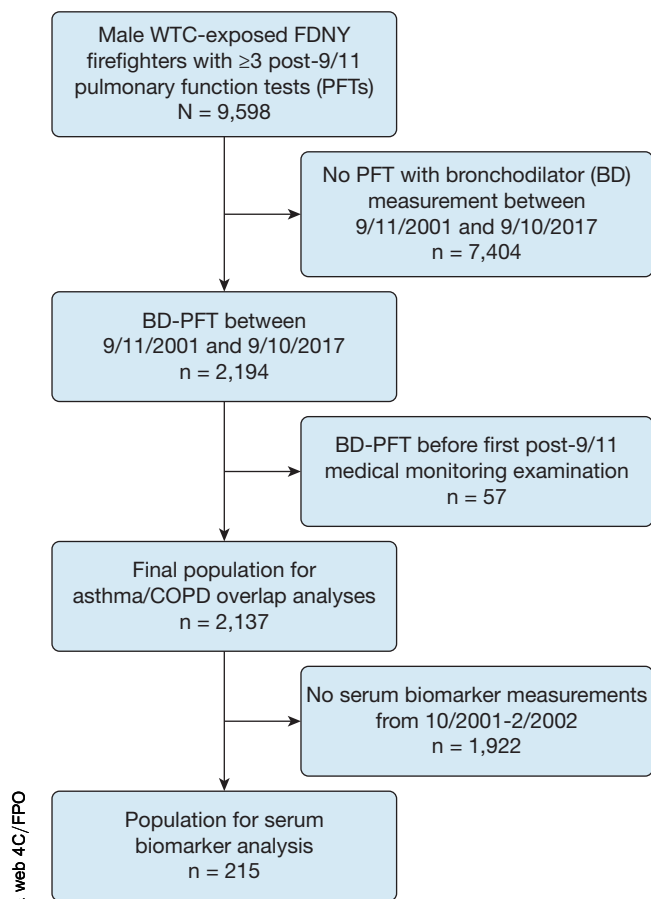 Male WTC-exposed FDNY
firefighters with ≥3 post-9/11
pulmonary function tests (PFTs)
N = 9,598
No PFT with bronchodilator (BD)
measurement between
9/11/2001 and 9/10/2017
n = 7,404
BD-PFT between
9/11/2001 and 9/10/2017
n = 2,194
BD-PFT before first post-9/11
medical monitoring examination
n = 57
Final population for
asthma/COPD overlap analyses
n = 2,137
No serum biomarker measurements
from 10/2001-2/2002
n = 1,922
Population for serum
biomarker analysis
n = 215
web 4C/FPO